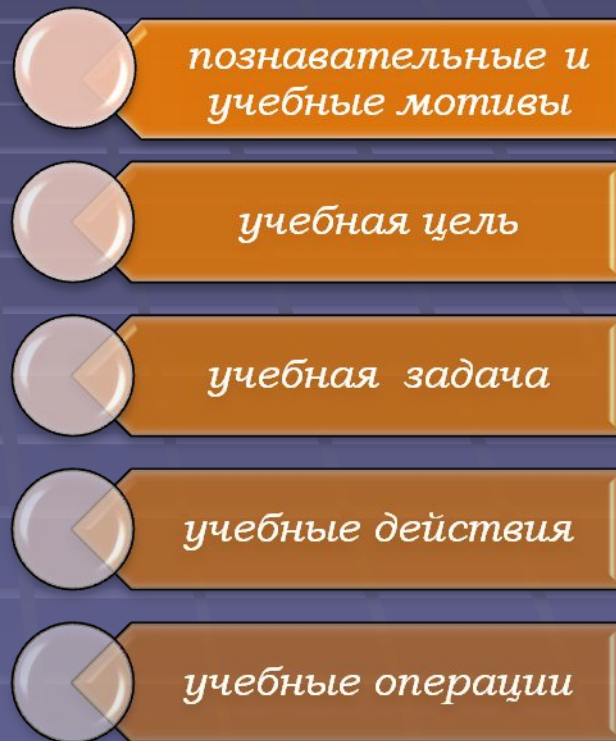 познавательные и
учебные мотивы
учебная цель
учебная задача
учебные действия
учебные операции